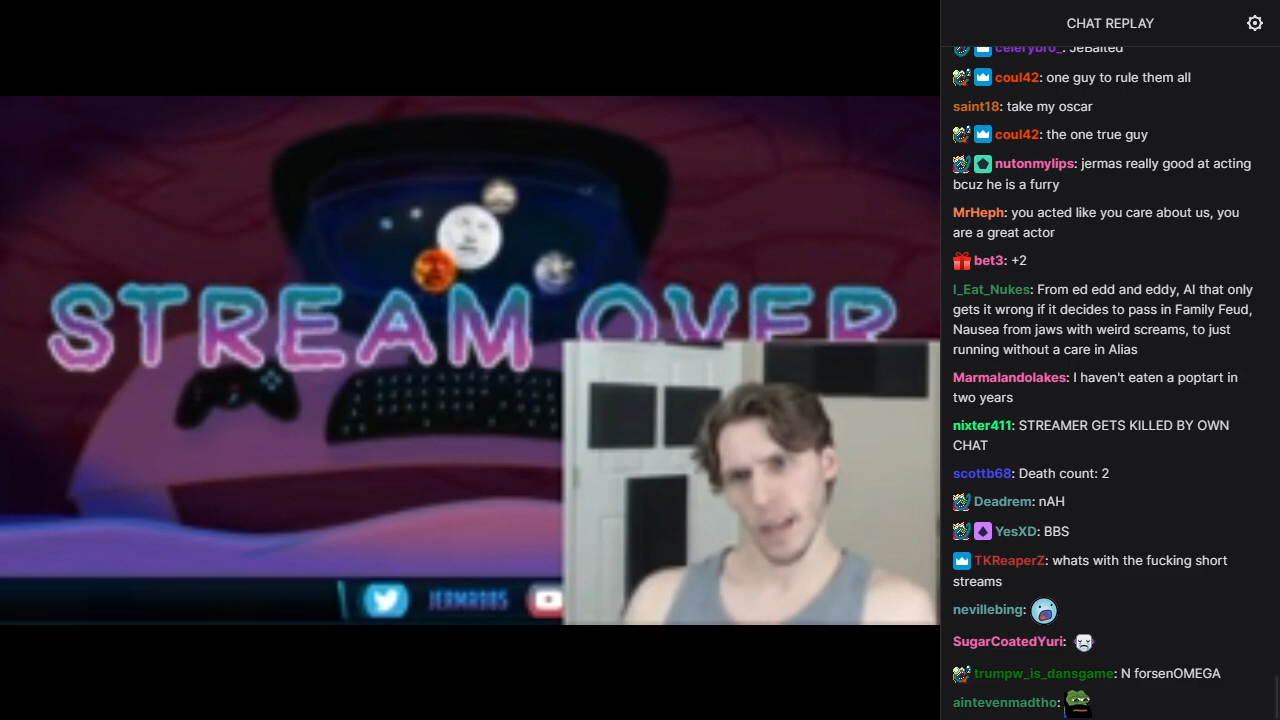 CHAT REPLAY
celerybro_: JeBaited
coul42: one guy to rule them all
saint18: take my oscar
coul42: the one true guy
nutonmylips: jermas really good at acting
bcuz he is a furry
MrHeph: you acted like you care about us, you
are a great actor
bet3: +2
I_Eat_Nukes: From ed edd and eddy, AI that only
gets it wrong if it decides to pass in Family Feud,
Nausea from jaws with weird screams, to just
running without a care in Alias
Marmalandolakes: I haven't eaten a poptart in
two years
nixter411: STREAMER GETS KILLED BY OWN
CHAT
scottb68: Death count: 2
Deadrem: nAH
YesXD: BBS
TKReaperZ: whats with the fucking short
streams
nevillebing:
SugarCoatedYuri:
trumpw_is_dansgame: N forsenOMEGA
aintevenmadtho:
STREAM OVER
JERMA985